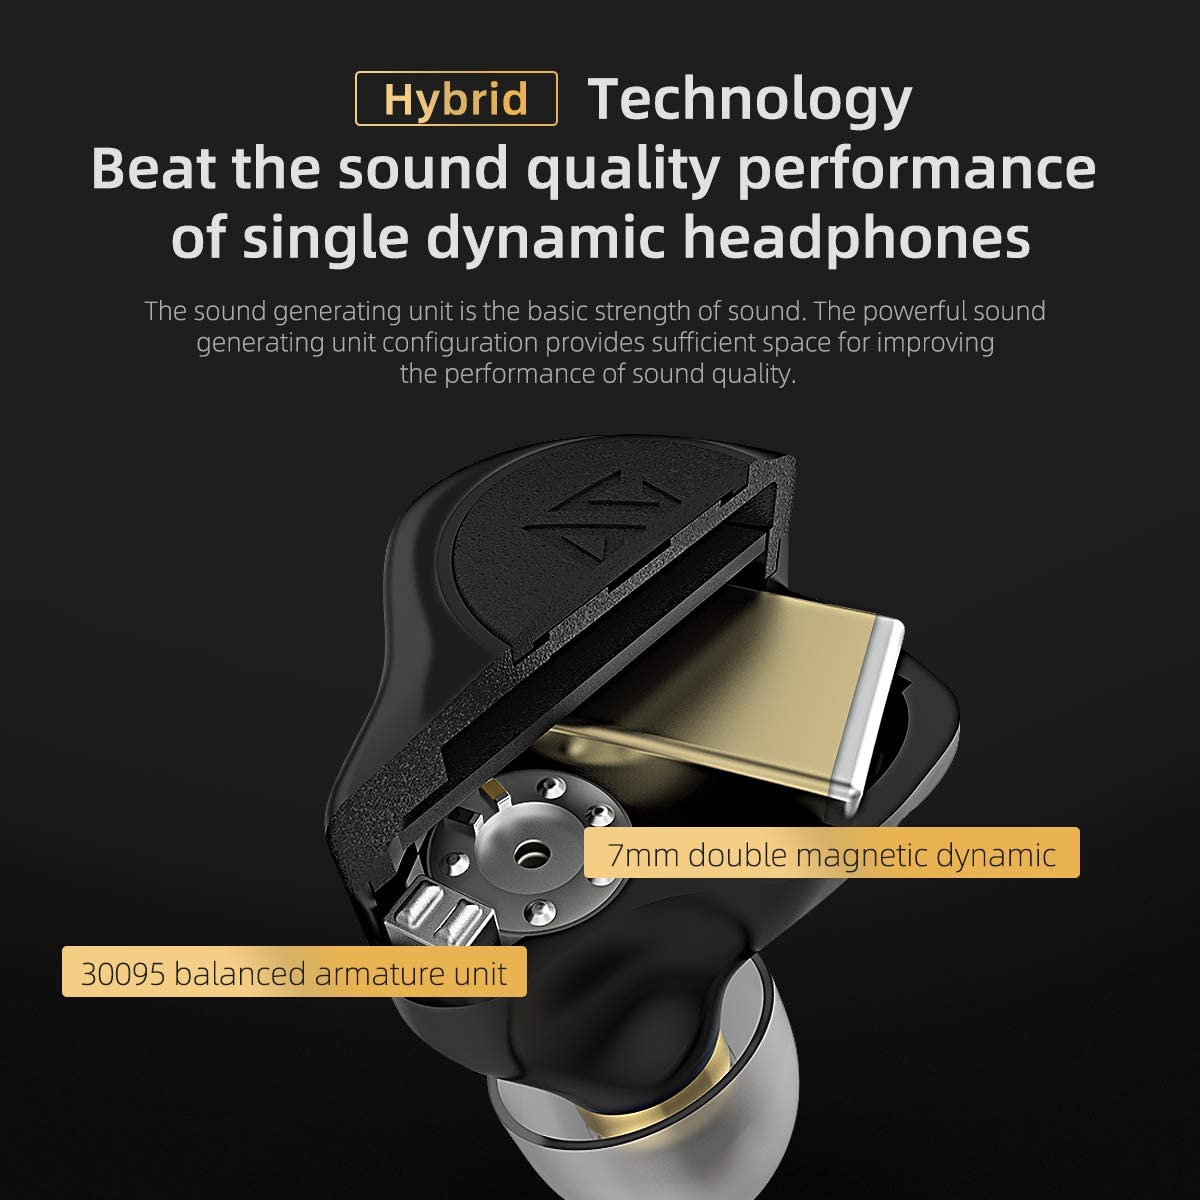 Hybrid Technology
Beat the sound quality performance
of single dynamic headphones
The sound generating unit is the basic strength of sound. The powerful sound
generating unit configuration provides sufficient space for improving
the performance of sound quality.
7mm double magnetic dynamic
30095 balanced armature unit